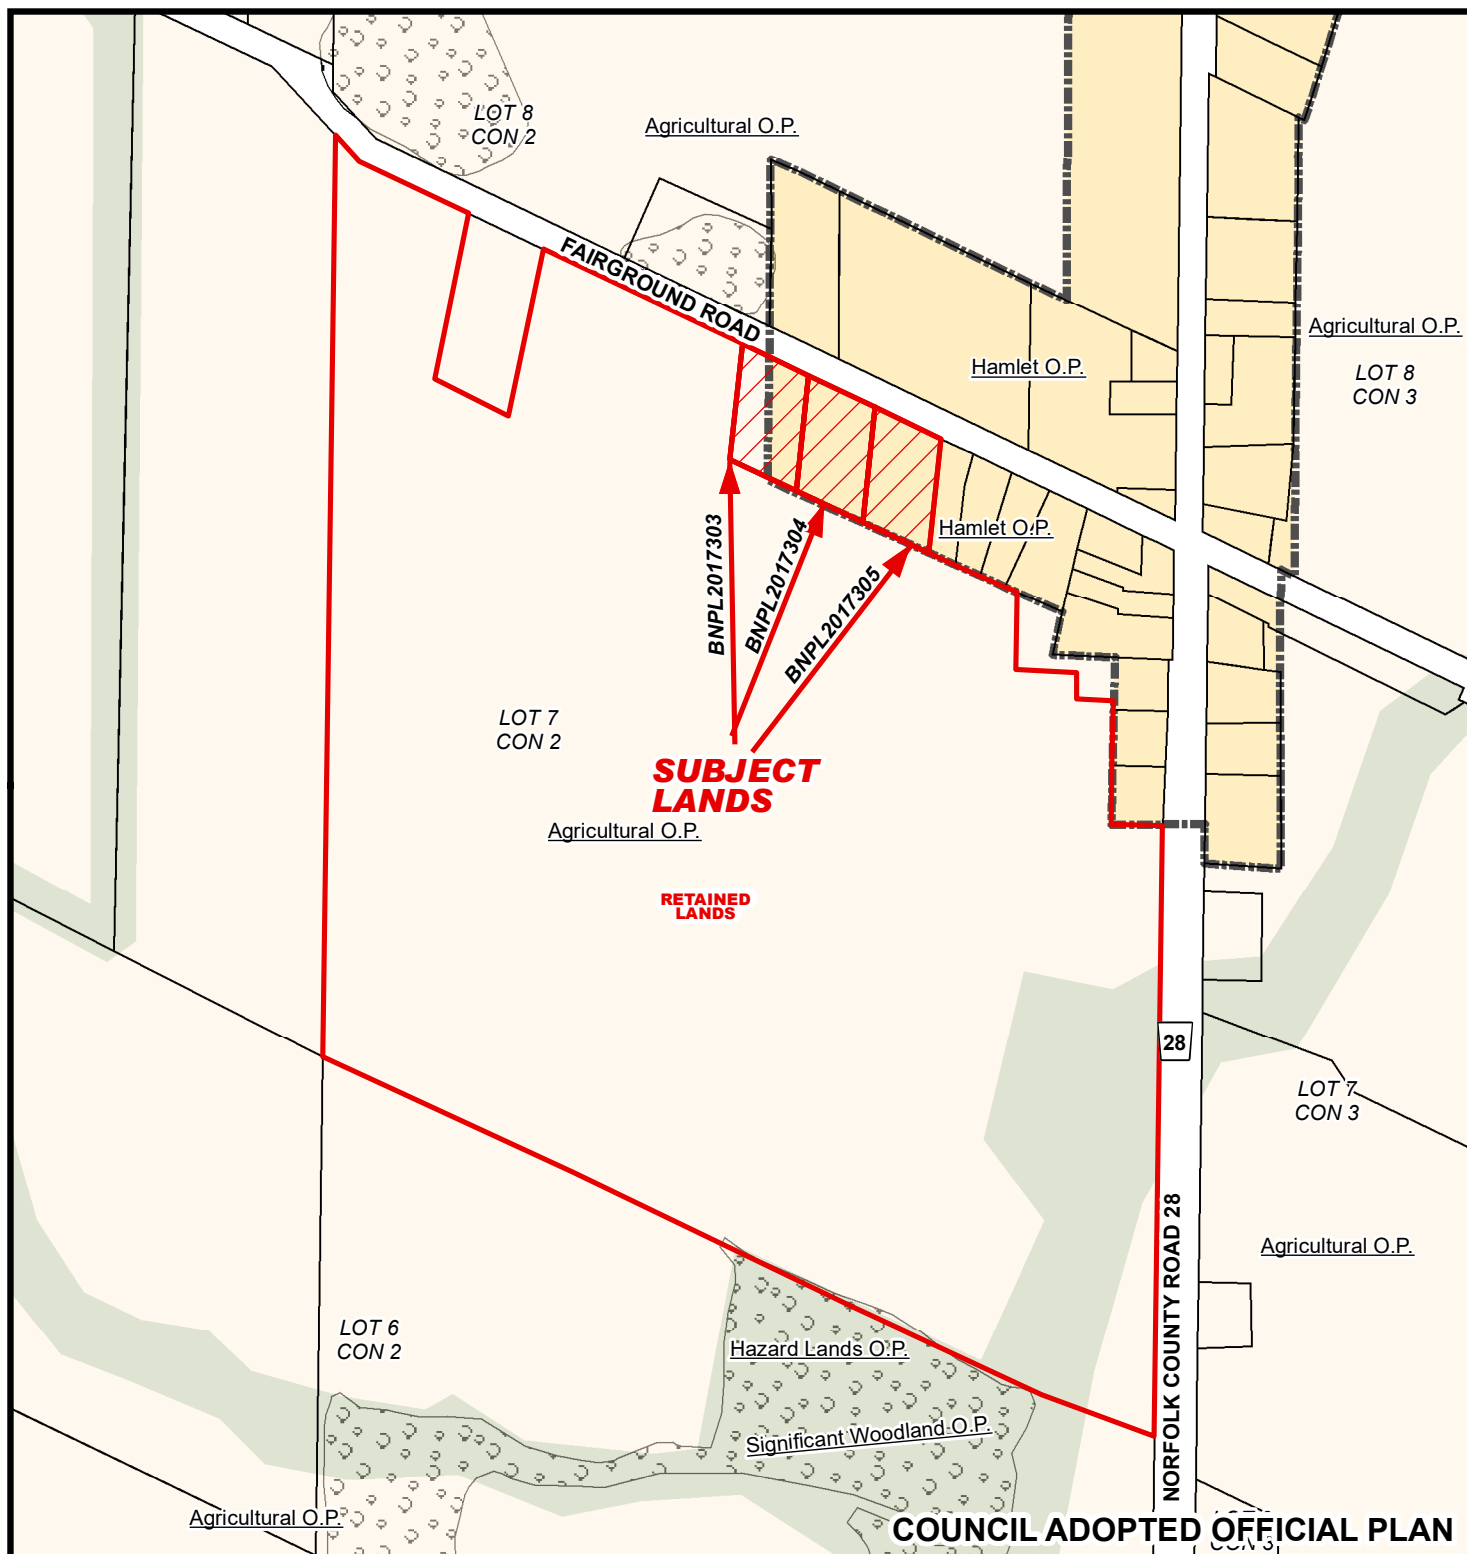 LOT 8
CON 2
Agricultural O.P.
FAIRGROUND ROAD
Agricultural O.P.
Hamlet O.P.
LOT 8
CON 3
Hamlet O.P.
BNPL2017303
BNPL2017304
BNPL2017305
LOT 7
CON 2
SUBJECT
LANDS
Agricultural O.P.
RETAINED
LANDS
28
LOT 7
CON 3
NORFOLK COUNTY ROAD 28
Agricultural O.P.
LOT 6
CON 2
Hazard Lands O.P.
Significant Woodland O.P.
Agricultural O.P.
COUNCIL ADOPTED OFFICIAL PLAN
CON 3